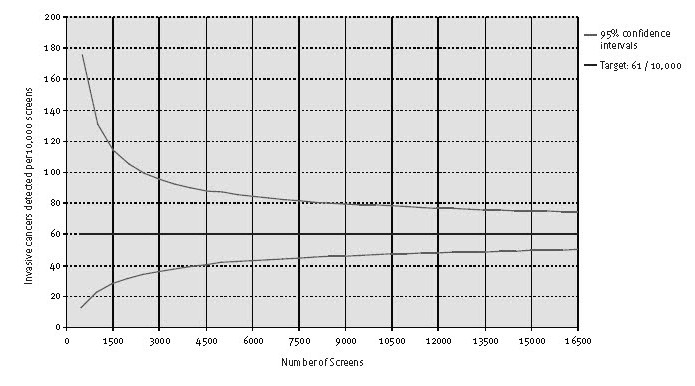 200
180
160
140
120
100
80
60
40
20
0
Invasive cancers detected per 10,000 screens
0 1500 3000 4500 6000 7500 9000 10500 12000 13500 15000 16500
Number of Screens
95% confidence
intervals
Target: 61 / 10,000